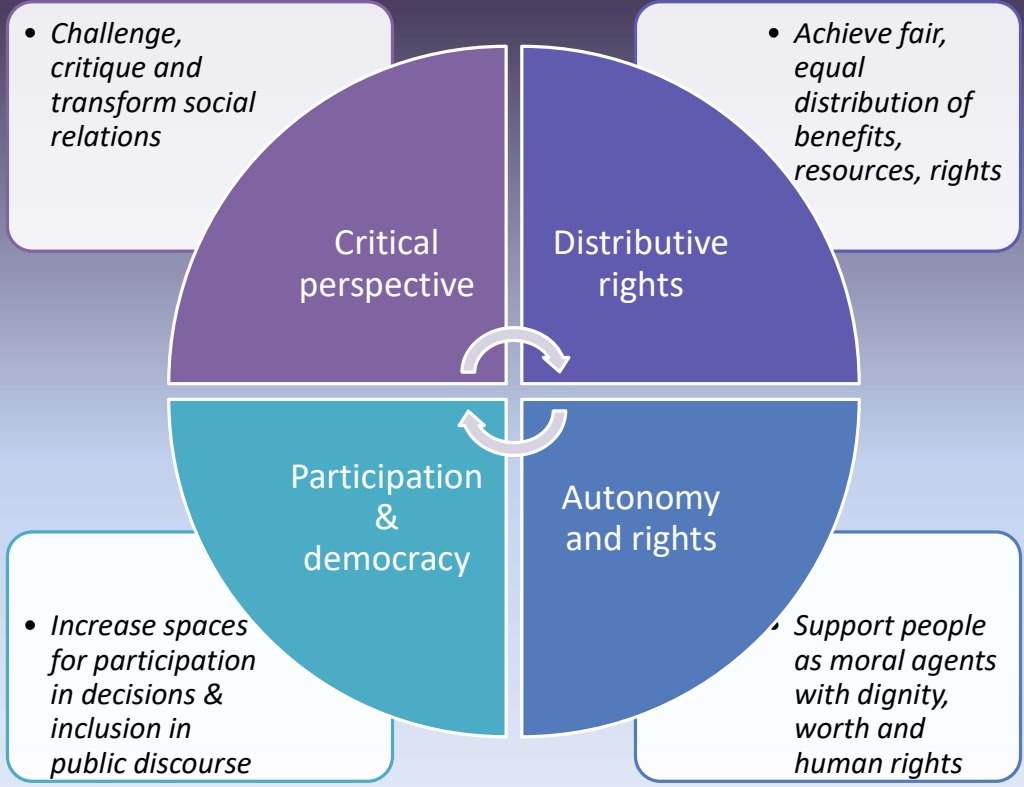 • Challenge,
critique and
transform social
relations
• Achieve fair,
equal
distribution of
benefits,
resources, rights
Critical
perspective
Distributive
rights
Participation
&
democracy
Autonomy
and rights
• Increase spaces
for participation
in decisions &
inclusion in
public discourse
• Support people
as moral agents
with dignity,
worth and
human rights